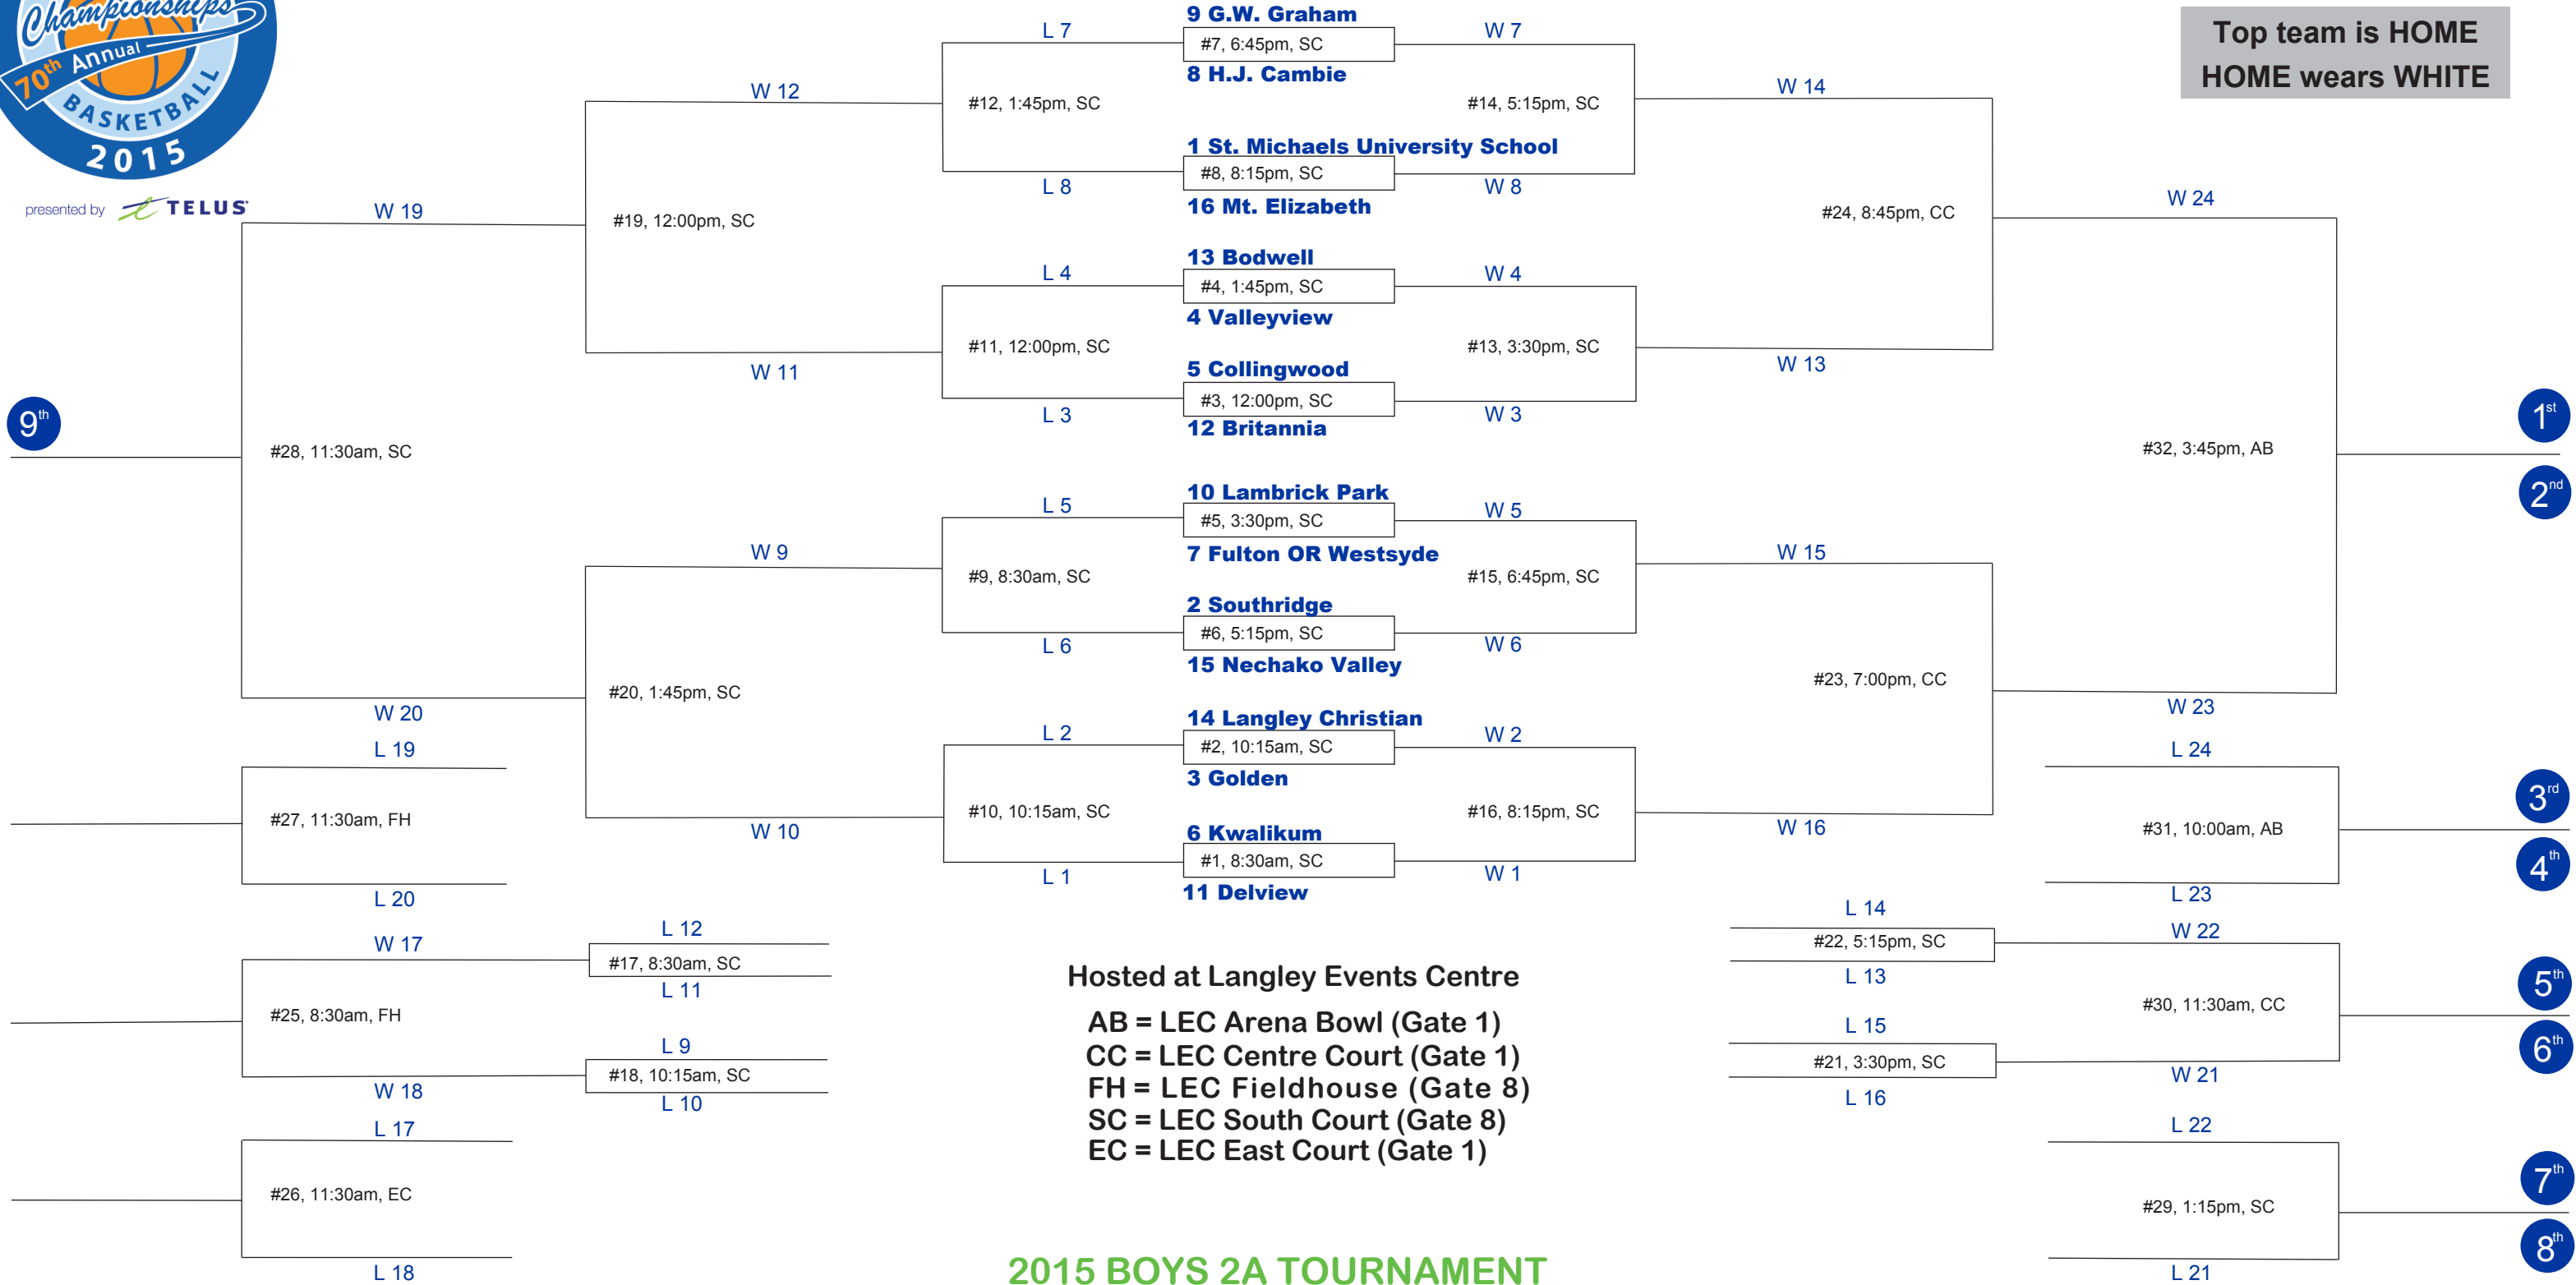 Championships
70th Annual
BASKETBALL
2015
presented by TELUS
Top team is HOME
HOME wears WHITE
9 G.W. Graham
L 7
#7, 6:45pm, SC
W 7
8 H.J. Cambie
W 12
#12, 1:45pm, SC
#14, 5:15pm, SC
W 14
1 St. Michaels University School
L 8
#8, 8:15pm, SC
W 8
16 Mt. Elizabeth
W 19
#19, 12:00pm, SC
#24, 8:45pm, CC
W 24
13 Bodwell
L 4
#4, 1:45pm, SC
W 4
4 Valleyview
#11, 12:00pm, SC
#13, 3:30pm, SC
W 11
W 13
5 Collingwood
L 3
#3, 12:00pm, SC
W 3
12 Britannia
9th
#28, 11:30am, SC
#32, 3:45pm, AB
1st
2nd
10 Lambrick Park
L 5
#5, 3:30pm, SC
W 5
7 Fulton OR Westsyde
W 9
#9, 8:30am, SC
#15, 6:45pm, SC
W 15
2 Southridge
L 6
#6, 5:15pm, SC
W 6
15 Nechako Valley
#20, 1:45pm, SC
#23, 7:00pm, CC
W 20
W 23
14 Langley Christian
L 2
#2, 10:15am, SC
W 2
3 Golden
L 19
L 24
#27, 11:30am, FH
W 10
#10, 10:15am, SC
#16, 8:15pm, SC
W 16
#31, 10:00am, AB
3rd
4th
6 Kwalikum
L 1
#1, 8:30am, SC
W 1
11 Delview
L 20
L 23
L 12
L 14
W 17
#17, 8:30am, SC
#22, 5:15pm, SC
W 22
L 11
L 13
#25, 8:30am, FH
#30, 11:30am, CC
5th
6th
L 9
L 15
#18, 10:15am, SC
#21, 3:30pm, SC
W 18
W 21
L 10
L 16
Hosted at Langley Events Centre
AB = LEC Arena Bowl (Gate 1)
CC = LEC Centre Court (Gate 1)
FH = LEC Fieldhouse (Gate 8)
SC = LEC South Court (Gate 8)
EC = LEC East Court (Gate 1)
L 17
L 22
#26, 11:30am, EC
#29, 1:15pm, SC
7th
8th
L 18
L 21
2015 BOYS 2A TOURNAMENT